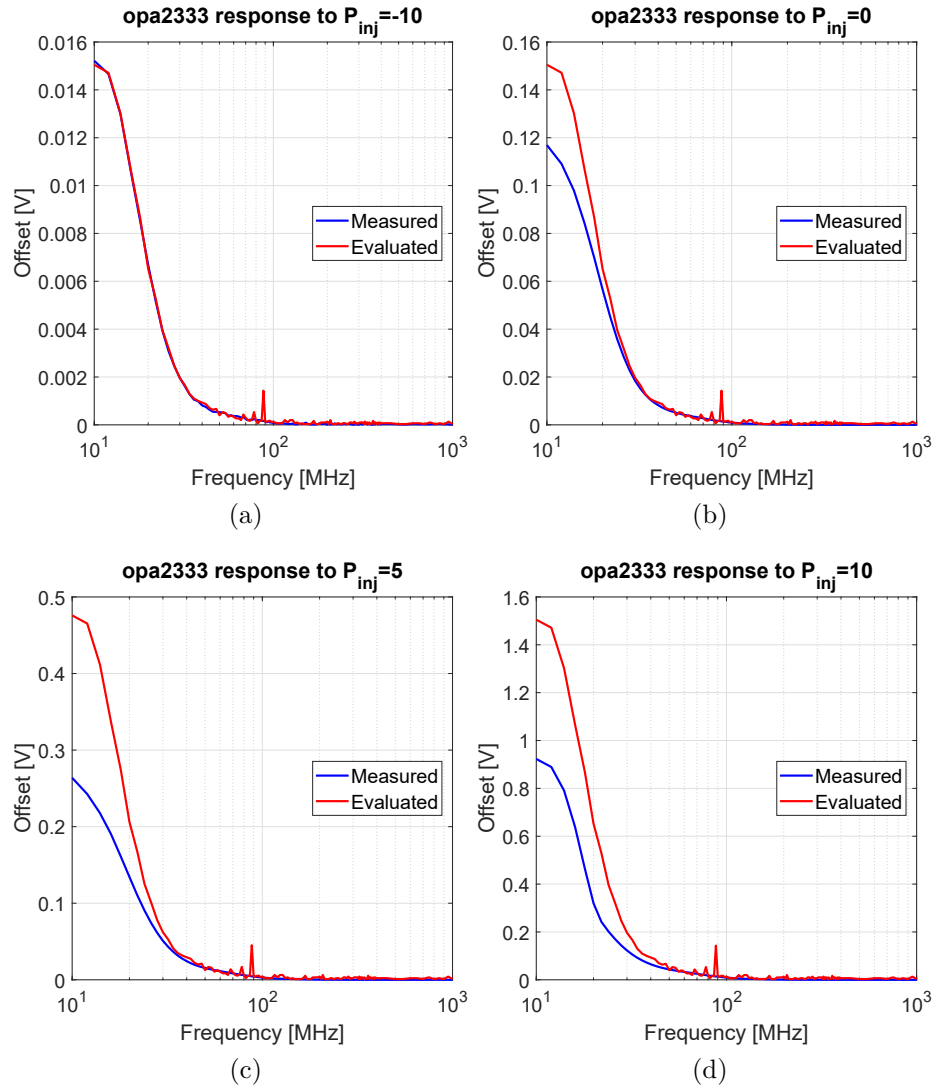 opa2333 response to P_inj=-10
0.016
0.014
0.012
0.01
0.008
0.006
0.004
0.002
0
Offset [V]
Measured
Evaluated
10^1
10^2
10^3
Frequency [MHz]
(a)
opa2333 response to P_inj=0
0.16
0.14
0.12
0.1
0.08
0.06
0.04
0.02
0
Offset [V]
Measured
Evaluated
10^1
10^2
10^3
Frequency [MHz]
(b)
opa2333 response to P_inj=5
0.5
0.4
0.3
0.2
0.1
0
Offset [V]
Measured
Evaluated
10^1
10^2
10^3
Frequency [MHz]
(c)
opa2333 response to P_inj=10
1.6
1.4
1.2
1
0.8
0.6
0.4
0.2
0
Offset [V]
Measured
Evaluated
10^1
10^2
10^3
Frequency [MHz]
(d)